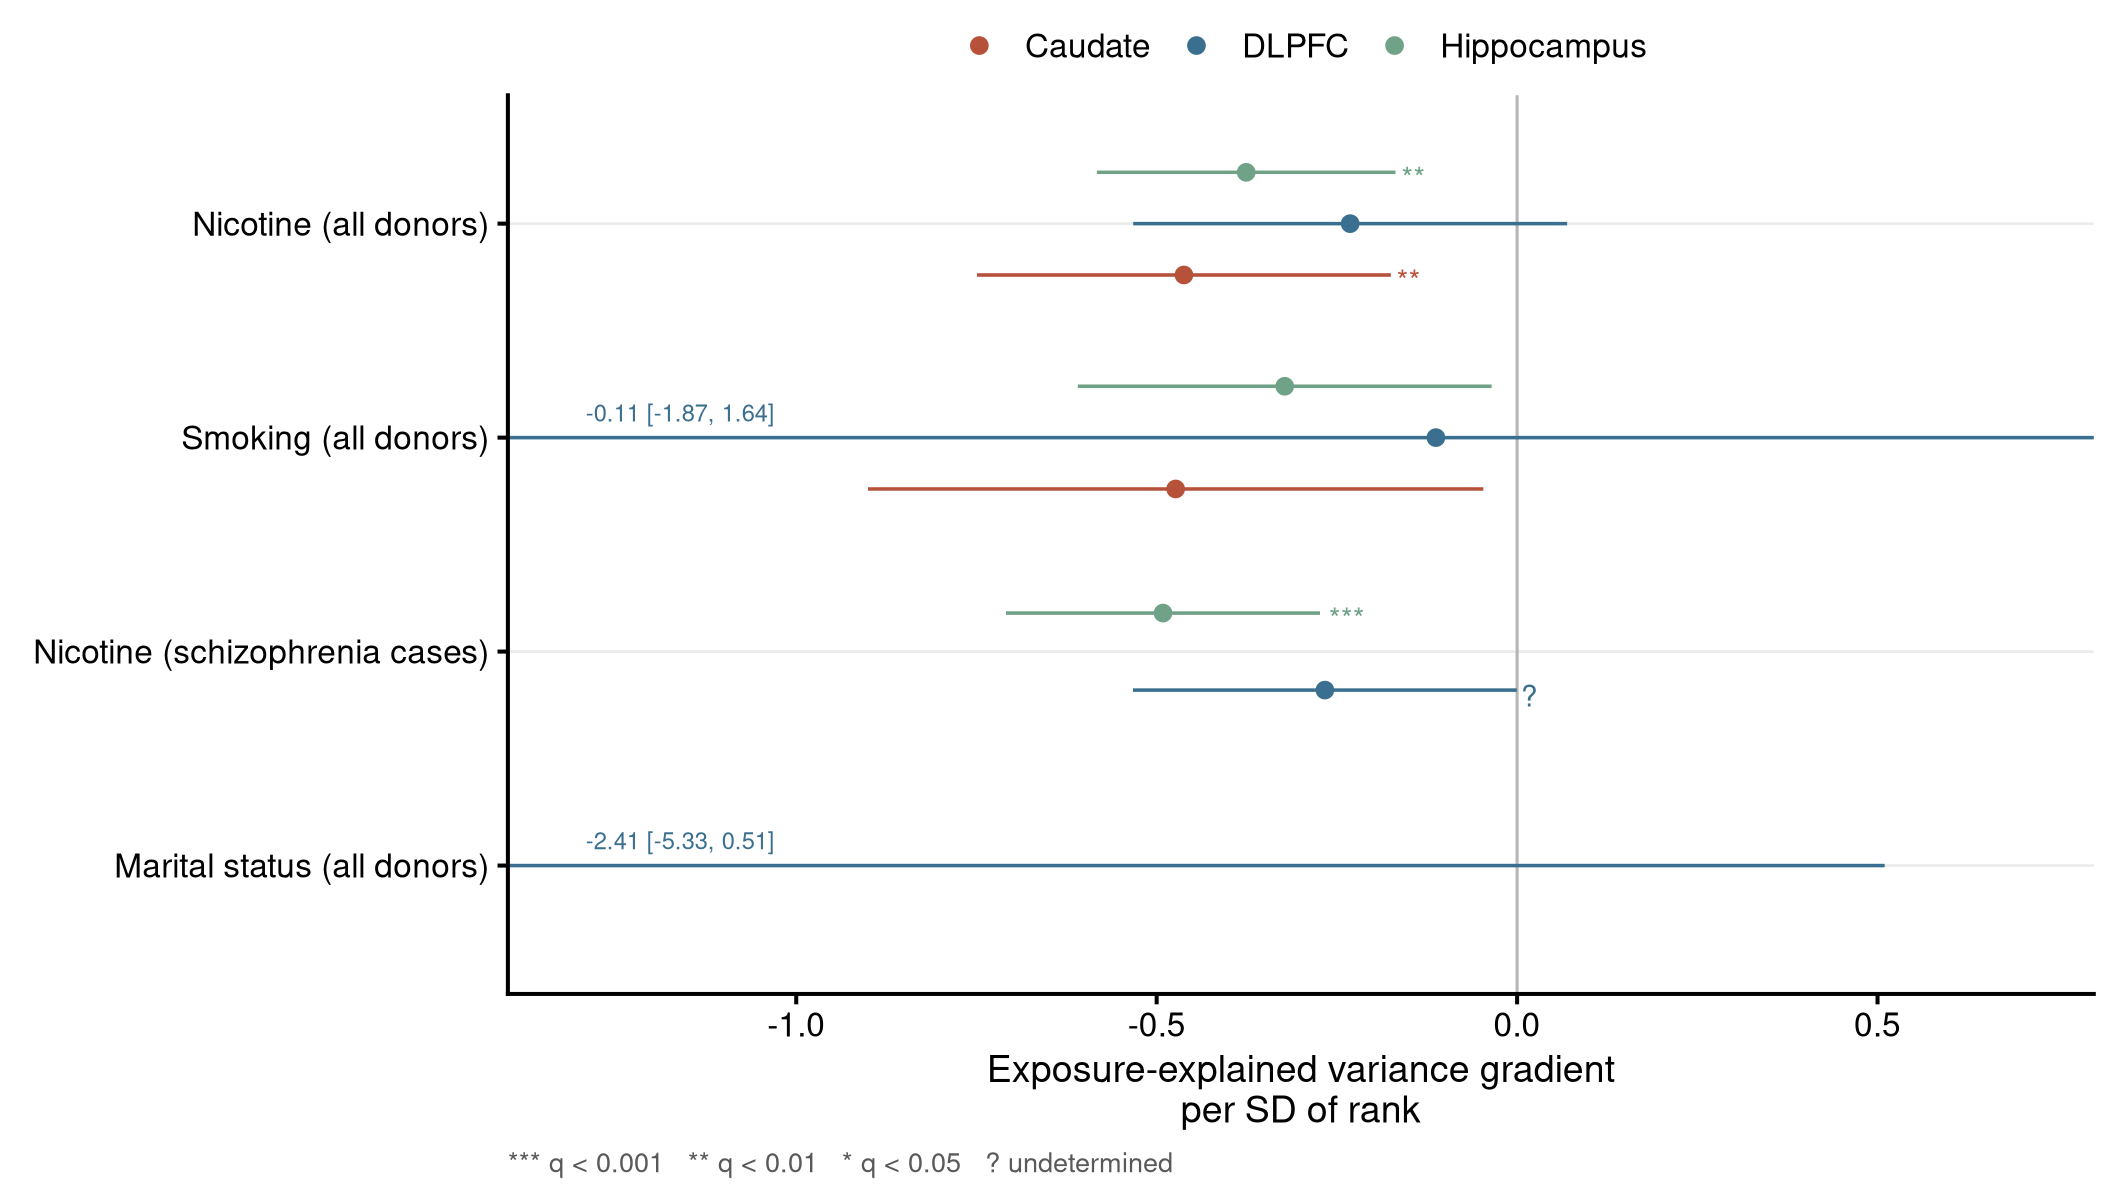 Caudate DLPFC Hippocampus
**
Nicotine (all donors)
**
-0.11 [-1.87, 1.64]
Smoking (all donors)
***
Nicotine (schizophrenia cases)
?
-2.41 [-5.33, 0.51]
Marital status (all donors)
-1.0 -0.5 0.0 0.5
Exposure-explained variance gradient
per SD of rank
*** q < 0.001 ** q < 0.01 * q < 0.05 ? undetermined